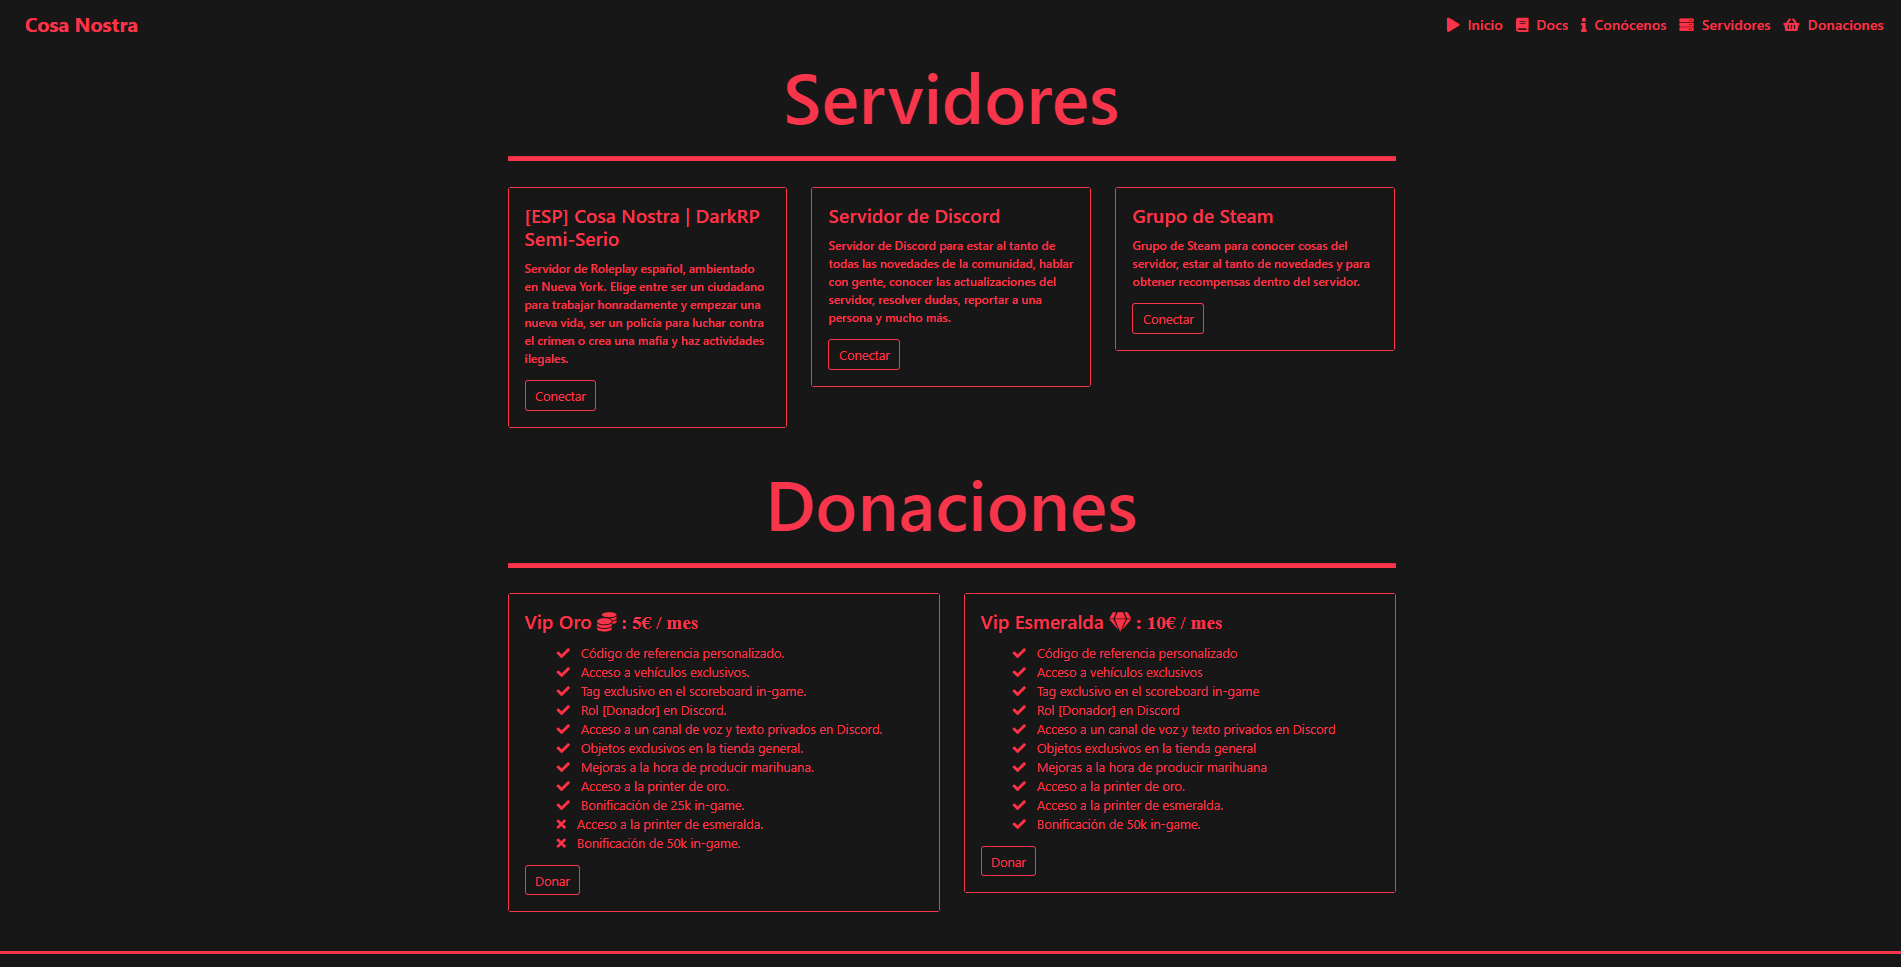 Cosa Nostra
Inicio Docs Conócenos Servidores Donaciones
Servidores
[ESP] Cosa Nostra | DarkRP
Semi-Serio
Servidor de Roleplay español, ambientado
en Nueva York. Elige entre ser un ciudadano
para trabajar honradamente y empezar una
nueva vida, ser un policía para luchar contra
el crimen o crea una mafia y haz actividades
ilegales.
Conectar
Servidor de Discord
Servidor de Discord para estar al tanto de
todas las novedades de la comunidad, hablar
con gente, conocer las actualizaciones del
servidor, resolver dudas, reportar a una
persona y mucho más.
Conectar
Grupo de Steam
Grupo de Steam para conocer cosas del
servidor, estar al tanto de novedades y para
obtener recompensas dentro del servidor.
Conectar
Donaciones
Vip Oro : 5€ / mes
Código de referencia personalizado.
Acceso a vehículos exclusivos.
Tag exclusivo en el scoreboard in-game.
Rol [Donador] en Discord.
Acceso a un canal de voz y texto privados en Discord.
Objetos exclusivos en la tienda general.
Mejoras a la hora de producir marihuana.
Acceso a la printer de oro.
Bonificación de 25k in-game.
Acceso a la printer de esmeralda.
Bonificación de 50k in-game.
Donar
Vip Esmeralda : 10€ / mes
Código de referencia personalizado
Acceso a vehículos exclusivos
Tag exclusivo en el scoreboard in-game
Rol [Donador] en Discord
Acceso a un canal de voz y texto privados en Discord
Objetos exclusivos en la tienda general
Mejoras a la hora de producir marihuana
Acceso a la printer de oro.
Acceso a la printer de esmeralda.
Bonificación de 50k in-game.
Donar